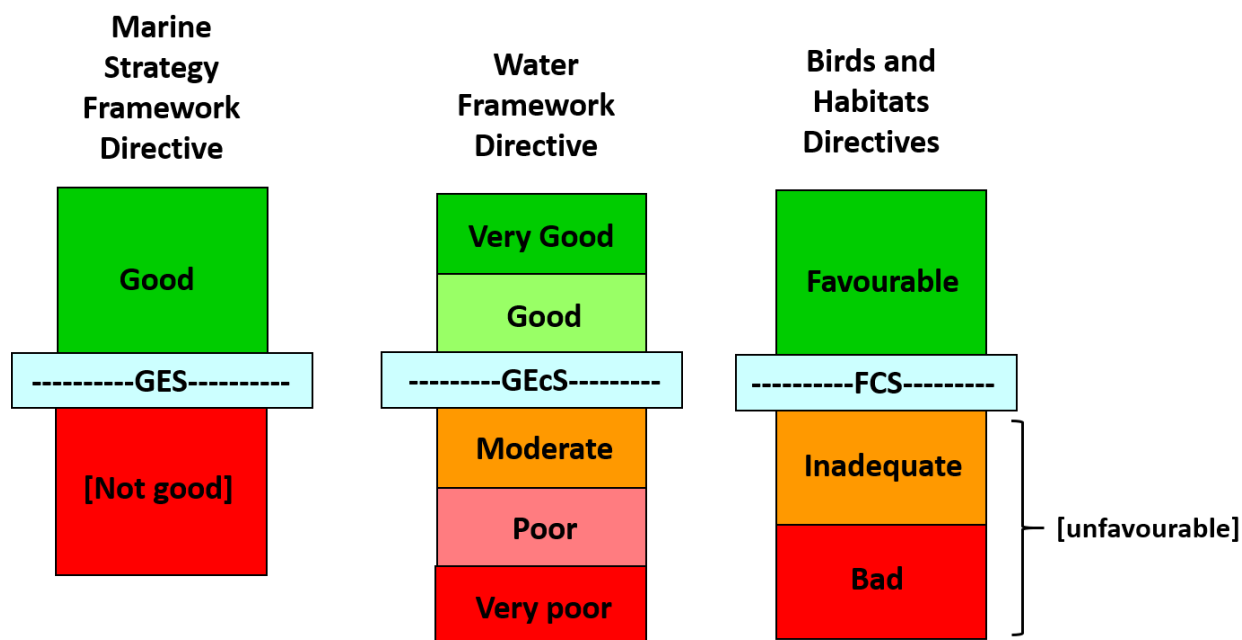 Marine
Strategy
Framework
Directive
Good
----------GES----------
[Not good]
Water
Framework
Directive
Very Good
Good
---------GEcS---------
Moderate
Poor
Very poor
Birds and
Habitats
Directives
Favourable
----------FCS---------
Inadequate
Bad
[unfavourable]